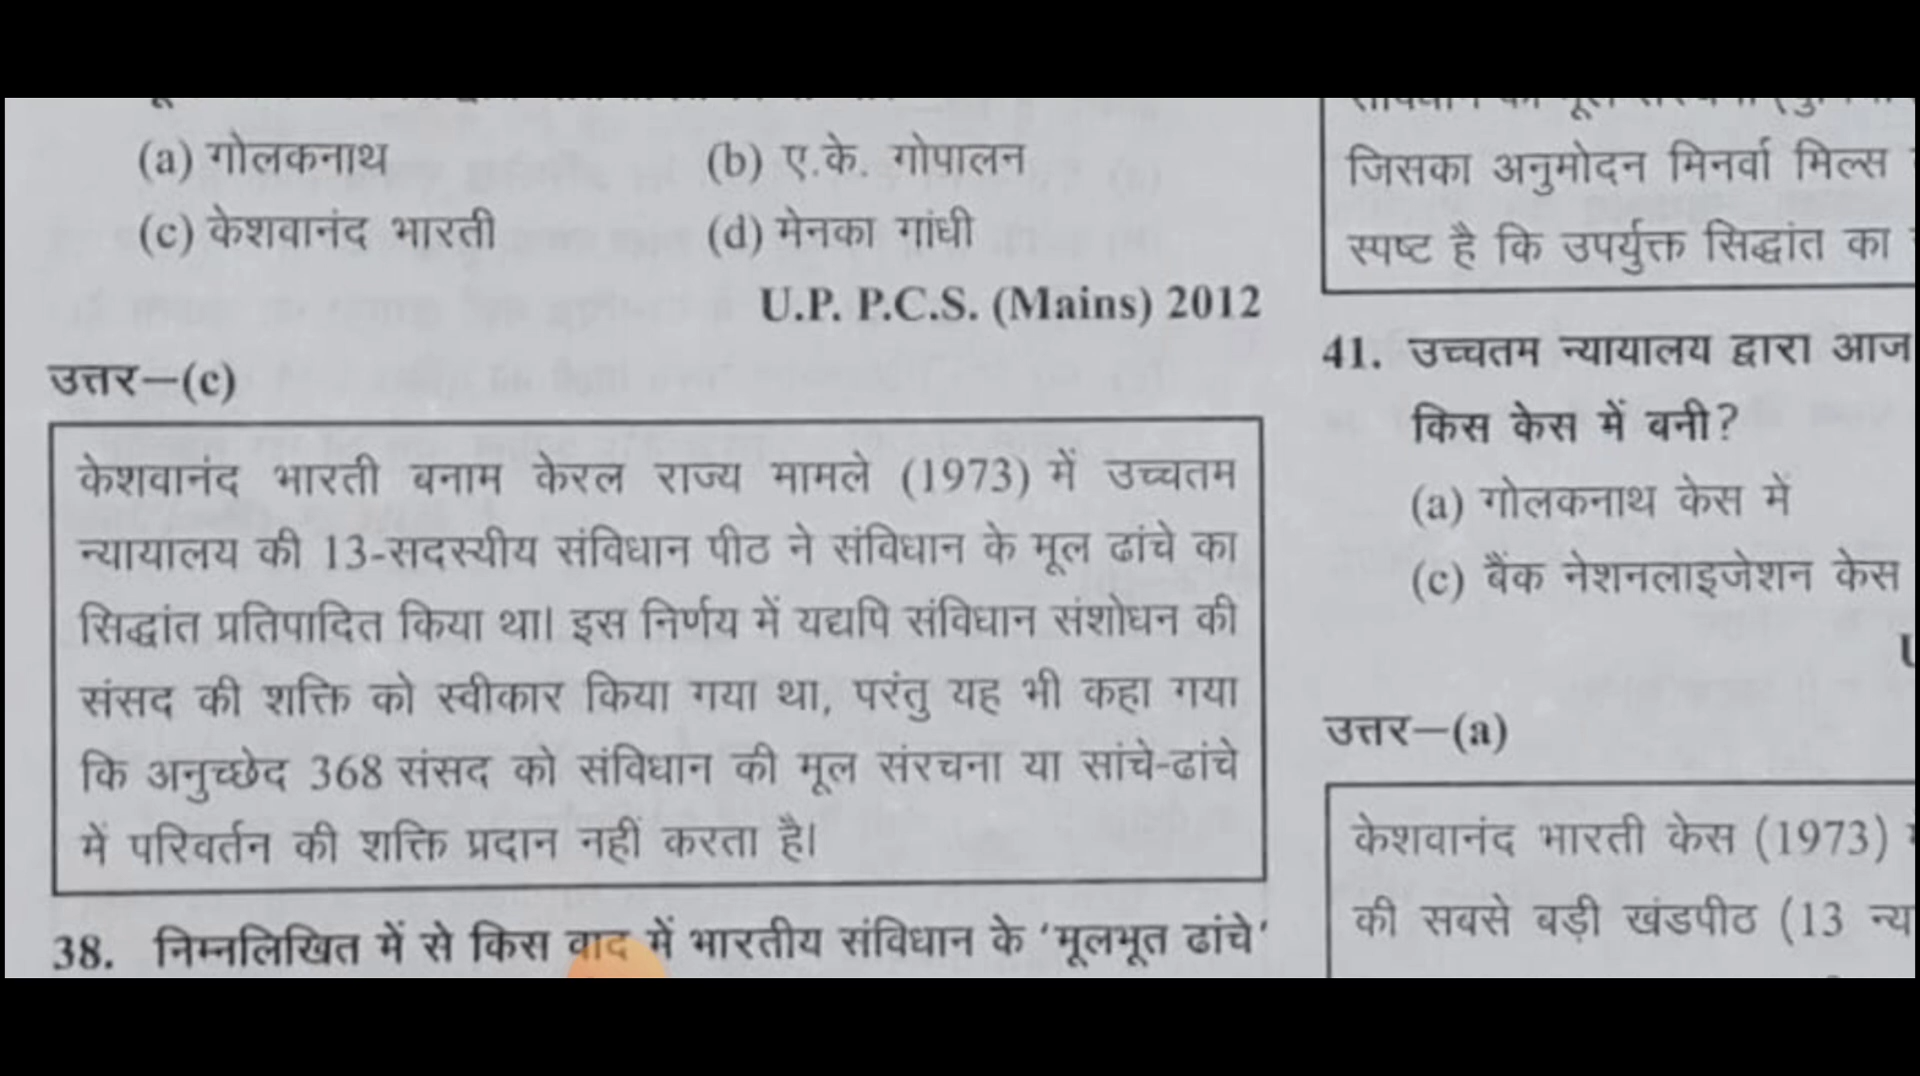 (a) गोलकनाथ
(b) ए.के. गोपालन
(c) केशवानंद भारती
(d) मेनका गांधी
U.P. P.C.S. (Mains) 2012
उत्तर–(c)
केशवानंद भारती बनाम केरल राज्य मामले (1973) में उच्चतम
न्यायालय की 13-सदस्यीय संविधान पीठ ने संविधान के मूल ढांचे का
सिद्धांत प्रतिपादित किया था। इस निर्णय में यद्यपि संविधान संशोधन की
संसद की शक्ति को स्वीकार किया गया था, परंतु यह भी कहा गया
कि अनुच्छेद 368 संसद को संविधान की मूल संरचना या सांचे-ढांचे
में परिवर्तन की शक्ति प्रदान नहीं करता है।
38. निम्नलिखित में से किस वाद में भारतीय संविधान के 'मूलभूत ढांचे'
जिसका अनुमोदन मिनर्वा मिल्स
स्पष्ट है कि उपर्युक्त सिद्धांत का
41. उच्चतम न्यायालय द्वारा आज
किस केस में बनी?
(a) गोलकनाथ केस में
(c) बैंक नेशनलाइजेशन केस
उत्तर–(a)
केशवानंद भारती केस (1973)
की सबसे बड़ी खंडपीठ (13 न्य